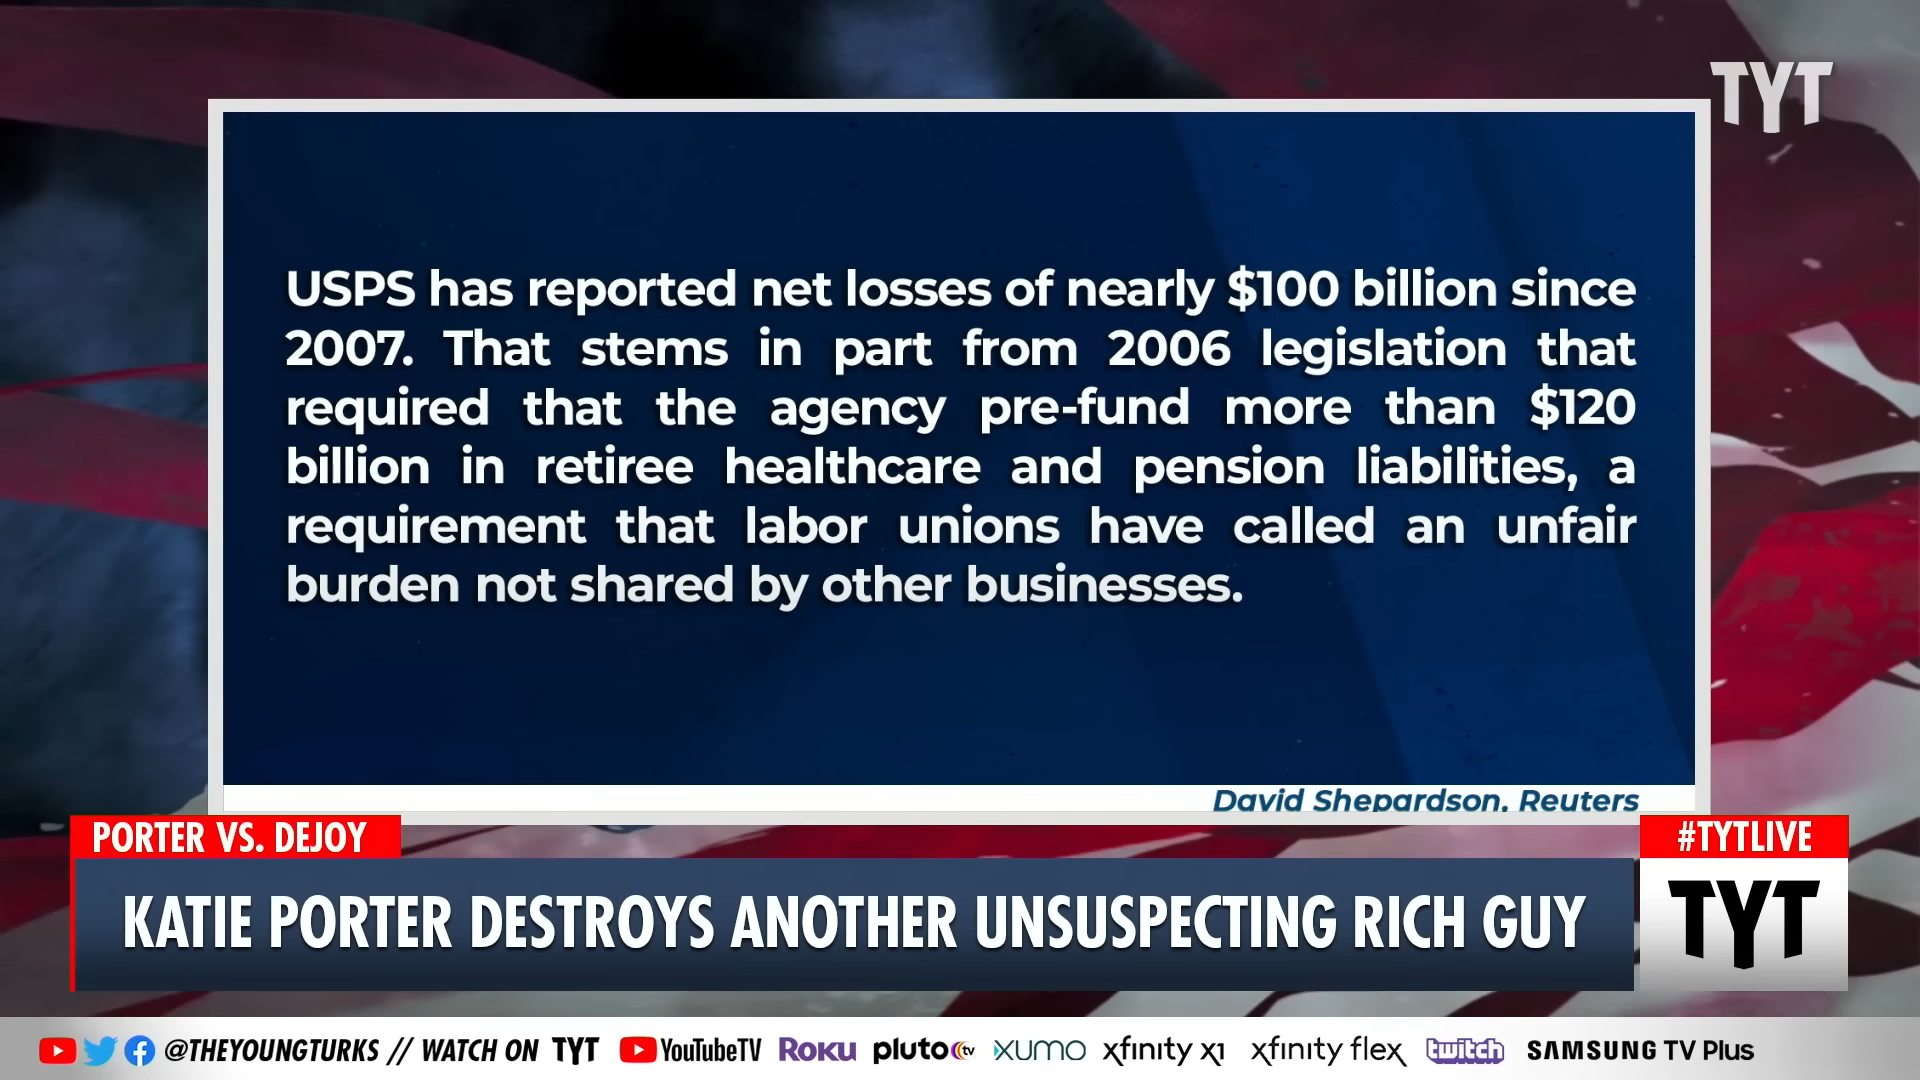 TYT
USPS has reported net losses of nearly $100 billion since
2007. That stems in part from 2006 legislation that
required that the agency pre-fund more than $120
billion in retiree healthcare and pension liabilities, a
requirement that labor unions have called an unfair
burden not shared by other businesses.
David Shepardson, Reuters
PORTER VS. DEJOY
#TYTLIVE
KATIE PORTER DESTROYS ANOTHER UNSUSPECTING RICH GUY
TYT
@THEYOUNGTURKS // WATCH ON TYT YouTubeTV ROKU pluto tv XUMO xfinity x1 xfinity flex twitch SAMSUNG TV Plus